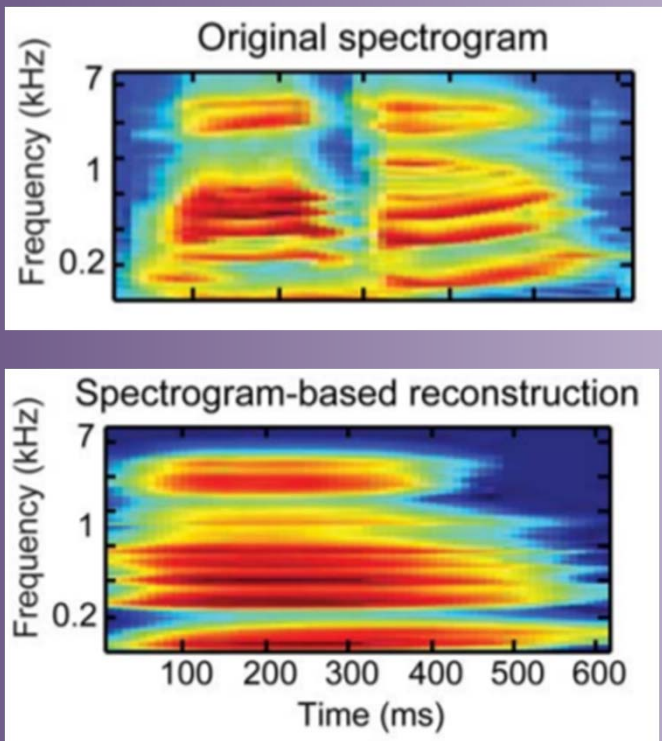 Original spectrogram
Frequency (kHz)
7
1
0.2
Spectrogram-based reconstruction
Frequency (kHz)
7
1
0.2
100 200 300 400 500 600
Time (ms)